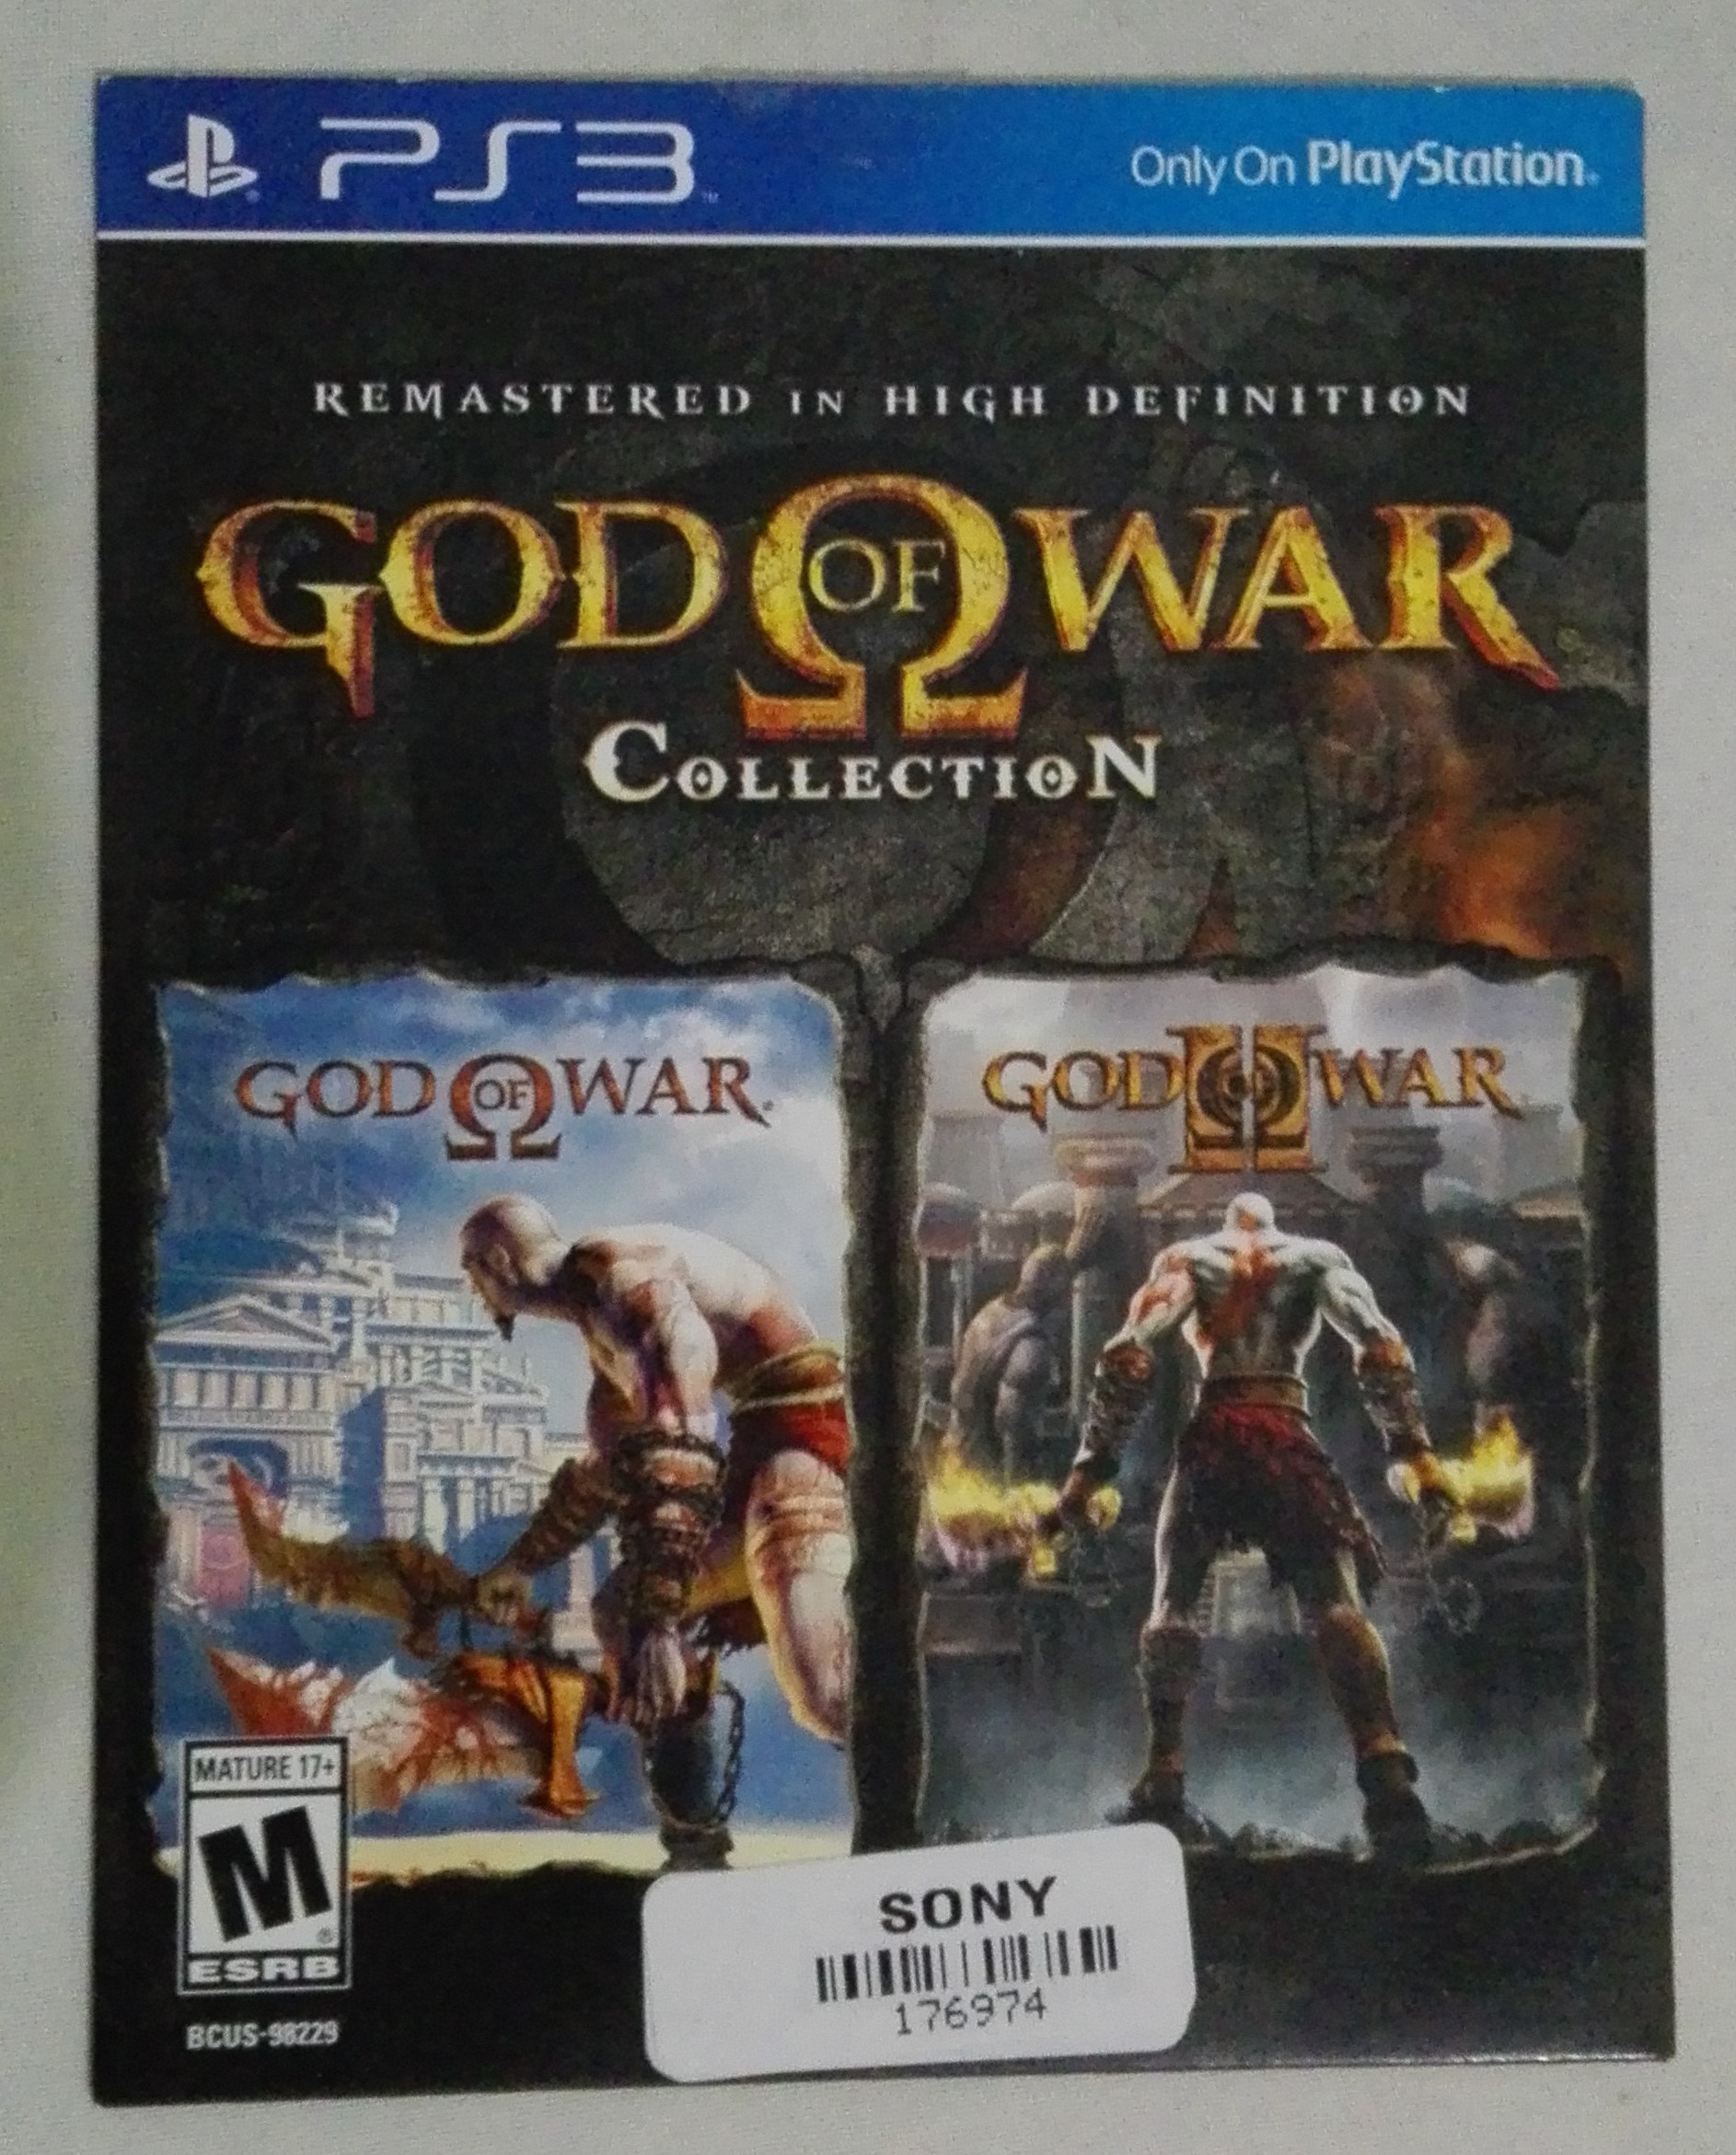 PS3
Only On PlayStation
REMASTERED IN HIGH DEFINITION
GOD OF WAR
COLLECTION
GOD OF WAR
GOD OF WAR II
MATURE 17+
M
ESRB
BCUS-98229
SONY
176974